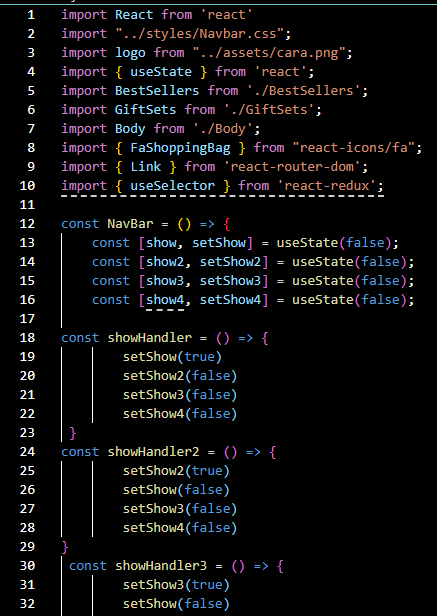 1 import React from 'react'
2 import "../styles/Navbar.css";
3 import logo from "../assets/cara.png";
4 import { useState } from 'react';
5 import BestSellers from './BestSellers';
6 import GiftSets from './GiftSets';
7 import Body from './Body';
8 import { FaShoppingBag } from "react-icons/fa";
9 import { Link } from 'react-router-dom';
10 import { useSelector } from 'react-redux';
11
12 const NavBar = () => {
13     const [show, setShow] = useState(false);
14     const [show2, setShow2] = useState(false);
15     const [show3, setShow3] = useState(false);
16     const [show4, setShow4] = useState(false);
17
18 const showHandler = () => {
19         setShow(true)
20         setShow2(false)
21         setShow3(false)
22         setShow4(false)
23  }
24 const showHandler2 = () => {
25         setShow2(true)
26         setShow(false)
27         setShow3(false)
28         setShow4(false)
29 }
30  const showHandler3 = () => {
31         setShow3(true)
32         setShow(false)